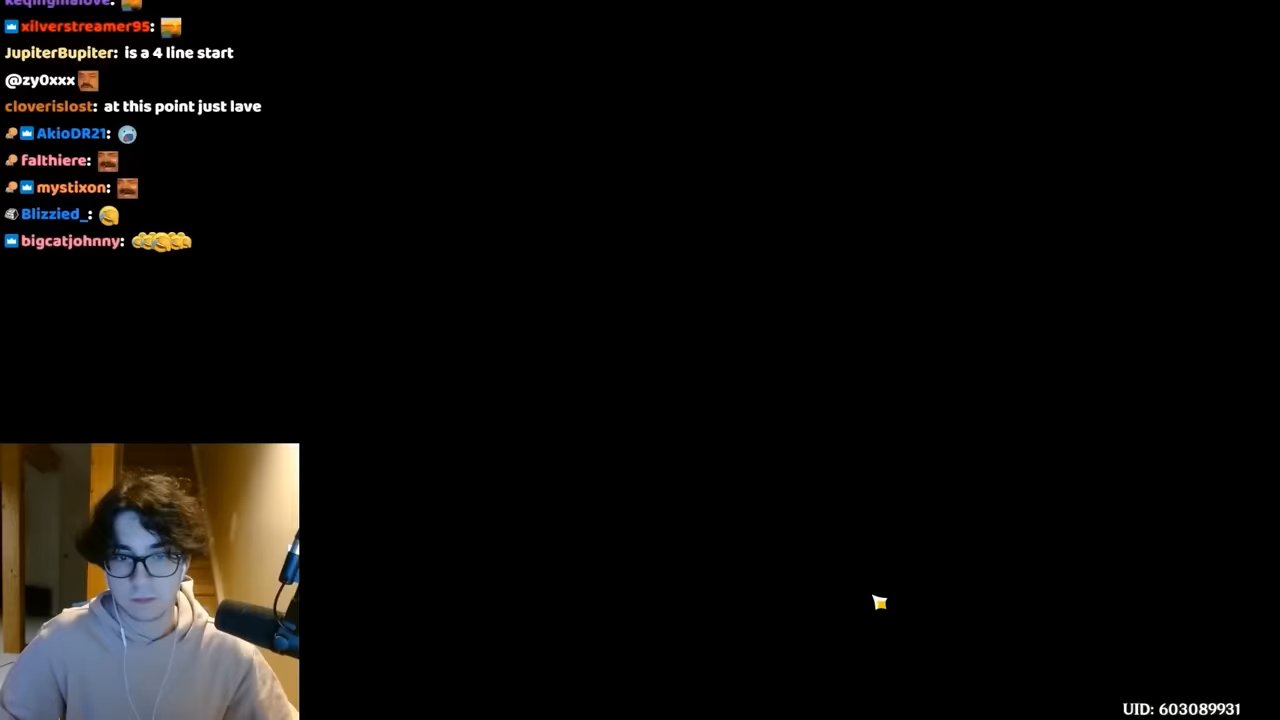 keqingmalove:
xilverstreamer95:
JupiterBupiter: is a 4 line start
@zy0xxx
cloverislost: at this point just lave
AkioDR21:
falthiere:
mystixon:
Blizzied_:
bigcatjohnny:
UID: 603089931